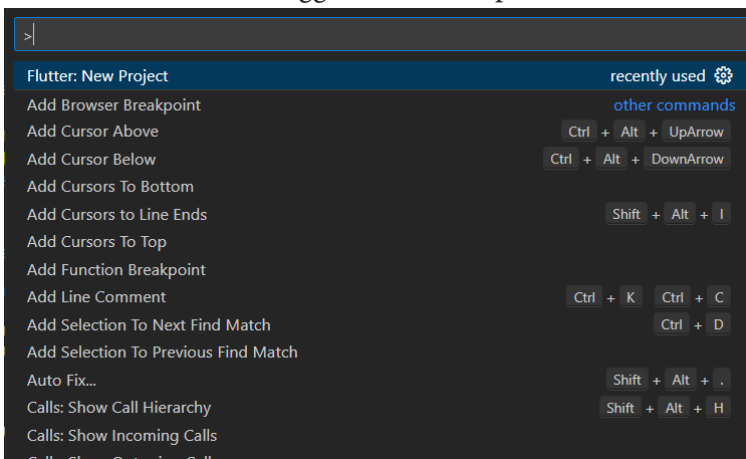 >
Flutter: New Project recently used
Add Browser Breakpoint other commands
Add Cursor Above Ctrl + Alt + UpArrow
Add Cursor Below Ctrl + Alt + DownArrow
Add Cursors To Bottom
Add Cursors to Line Ends Shift + Alt + I
Add Cursors To Top
Add Function Breakpoint
Add Line Comment Ctrl + K Ctrl + C
Add Selection To Next Find Match Ctrl + D
Add Selection To Previous Find Match
Auto Fix... Shift + Alt + .
Calls: Show Call Hierarchy Shift + Alt + H
Calls: Show Incoming Calls